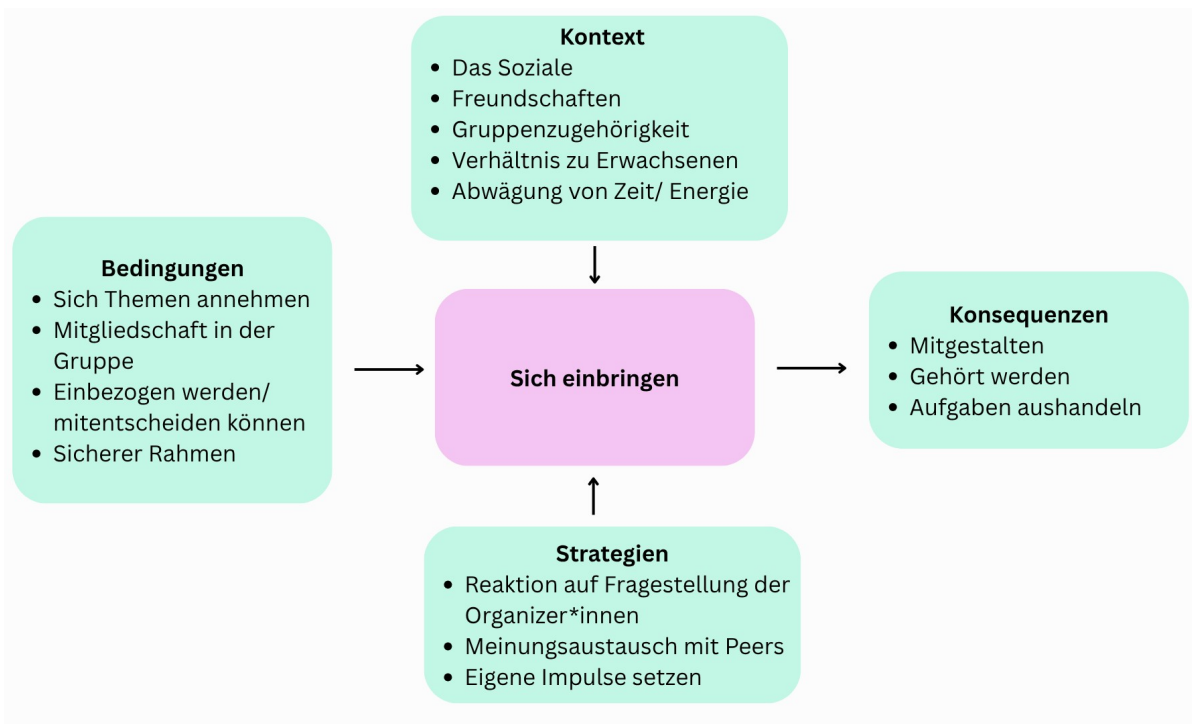 Kontext
• Das Soziale
• Freundschaften
• Gruppenzugehörigkeit
• Verhältnis zu Erwachsenen
• Abwägung von Zeit/ Energie
Bedingungen
• Sich Themen annehmen
• Mitgliedschaft in der
Gruppe
• Einbezogen werden/
mitentscheiden können
• Sicherer Rahmen
Sich einbringen
Konsequenzen
• Mitgestalten
• Gehört werden
• Aufgaben aushandeln
Strategien
• Reaktion auf Fragestellung der
Organizer*innen
• Meinungsaustausch mit Peers
• Eigene Impulse setzen